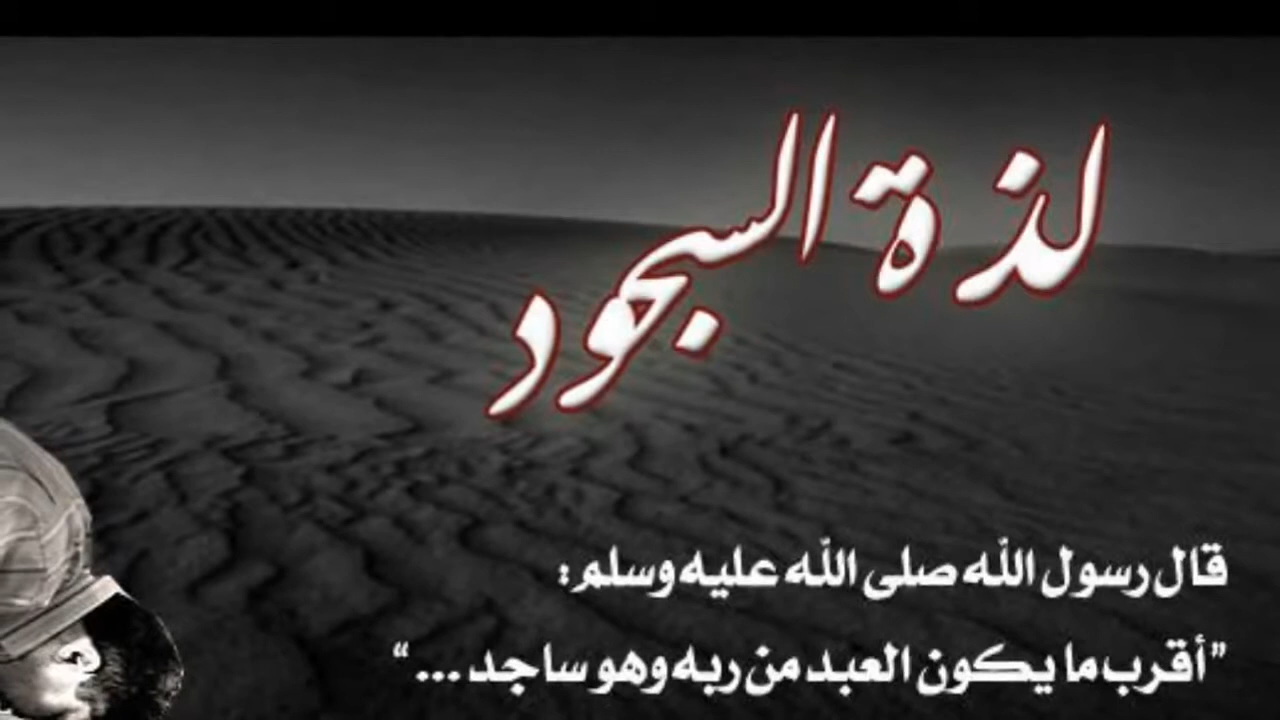 لذة السجود
قال رسول الله صلى الله عليه وسلم:
"أقرب ما يكون العبد من ربه وهو ساجد ... "